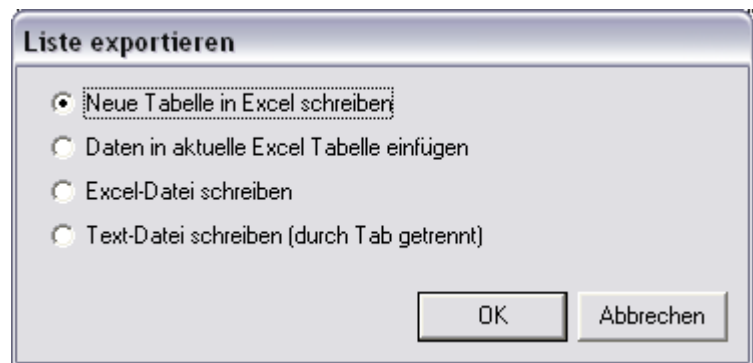 Liste exportieren
Neue Tabelle in Excel schreiben
Daten in aktuelle Excel Tabelle einfügen
Excel-Datei schreiben
Text-Datei schreiben (durch Tab getrennt)
OK Abbrechen